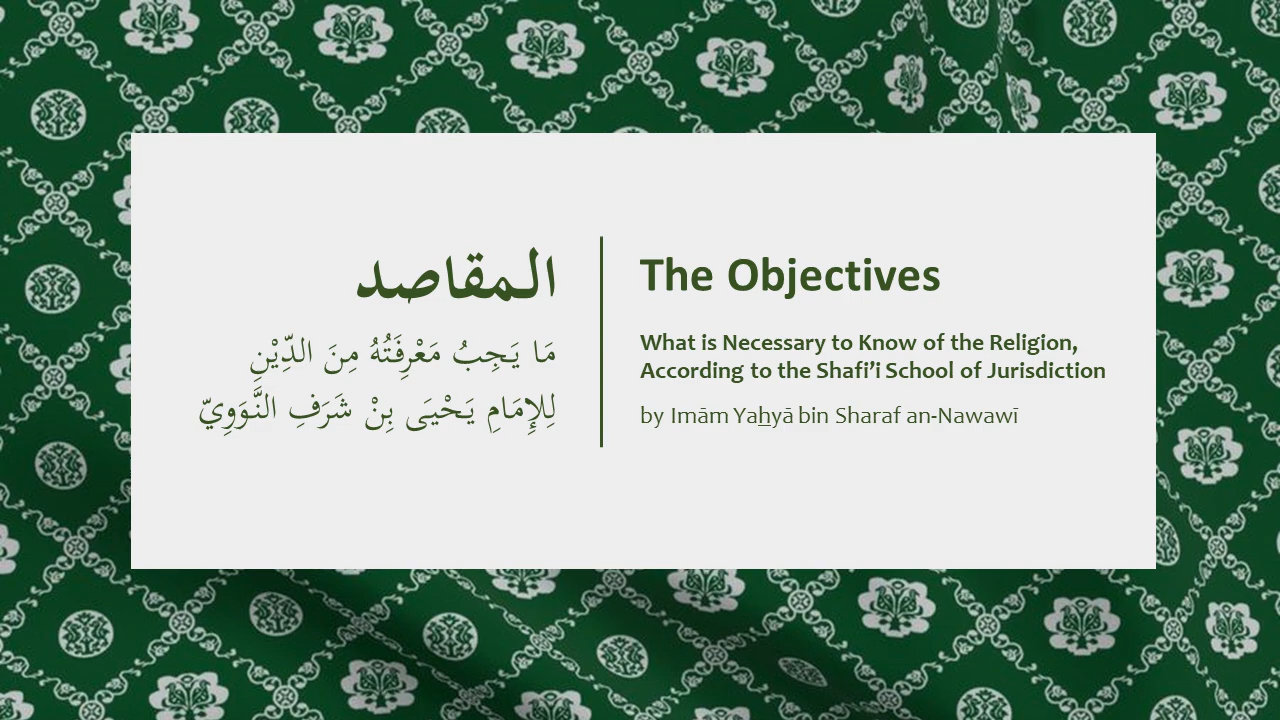 المقاصد
مَا يَجِبُ مَعْرِفَتُهُ مِنَ الدِّيْنِ
لِلإِمَامِ يَحْيَى بِنْ شَرَفِ النَّوَوِيّ
The Objectives
What is Necessary to Know of the Religion,
According to the Shafi’i School of Jurisdiction
by Imām Yaẖyā bin Sharaf an-Nawawī